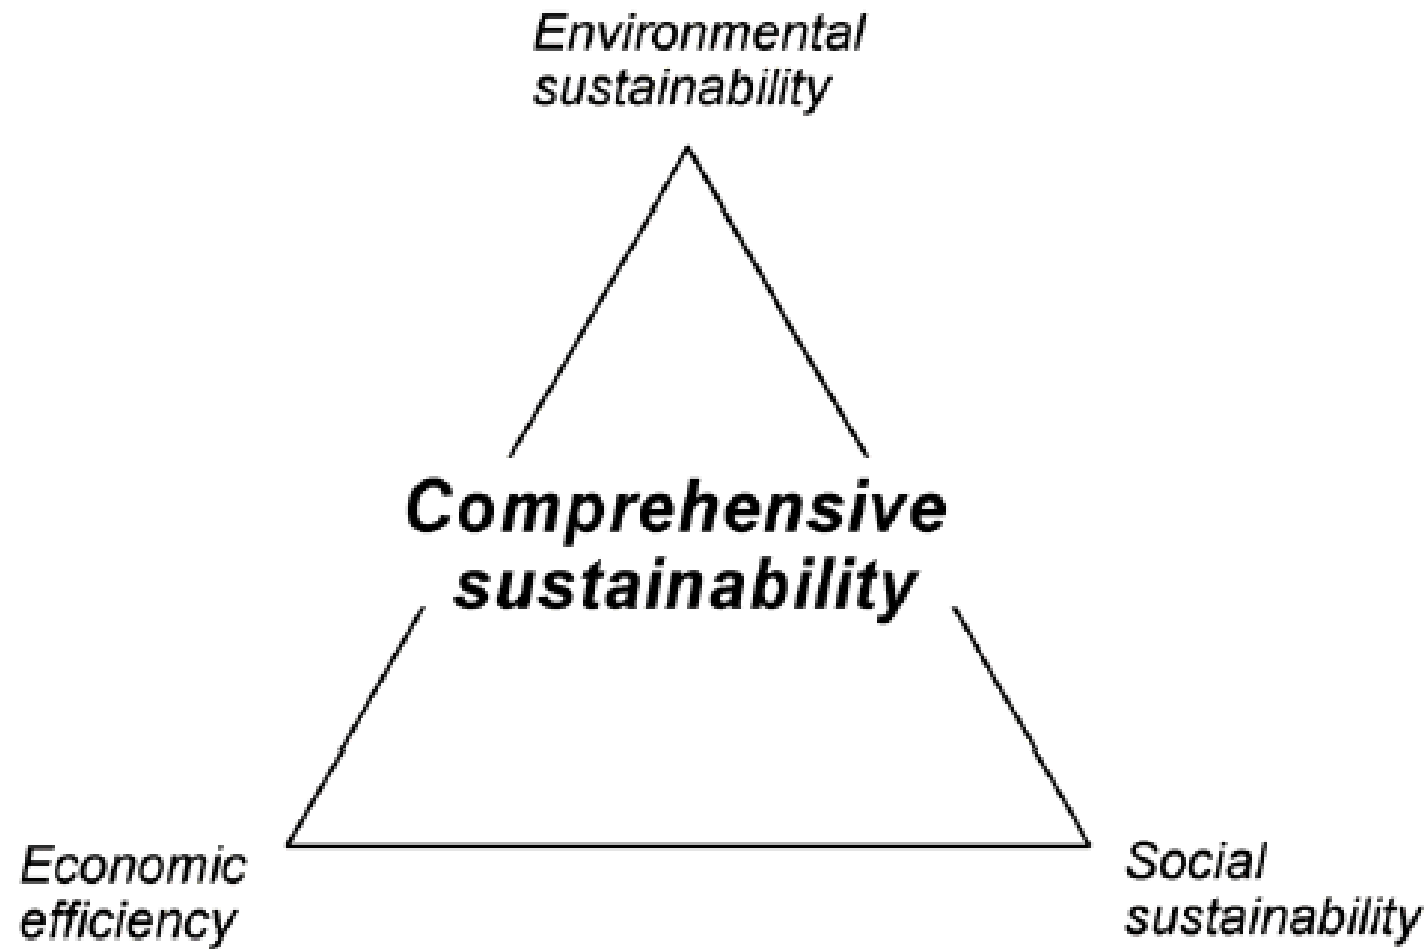 Environmental
sustainability
Comprehensive
sustainability
Economic
efficiency
Social
sustainability